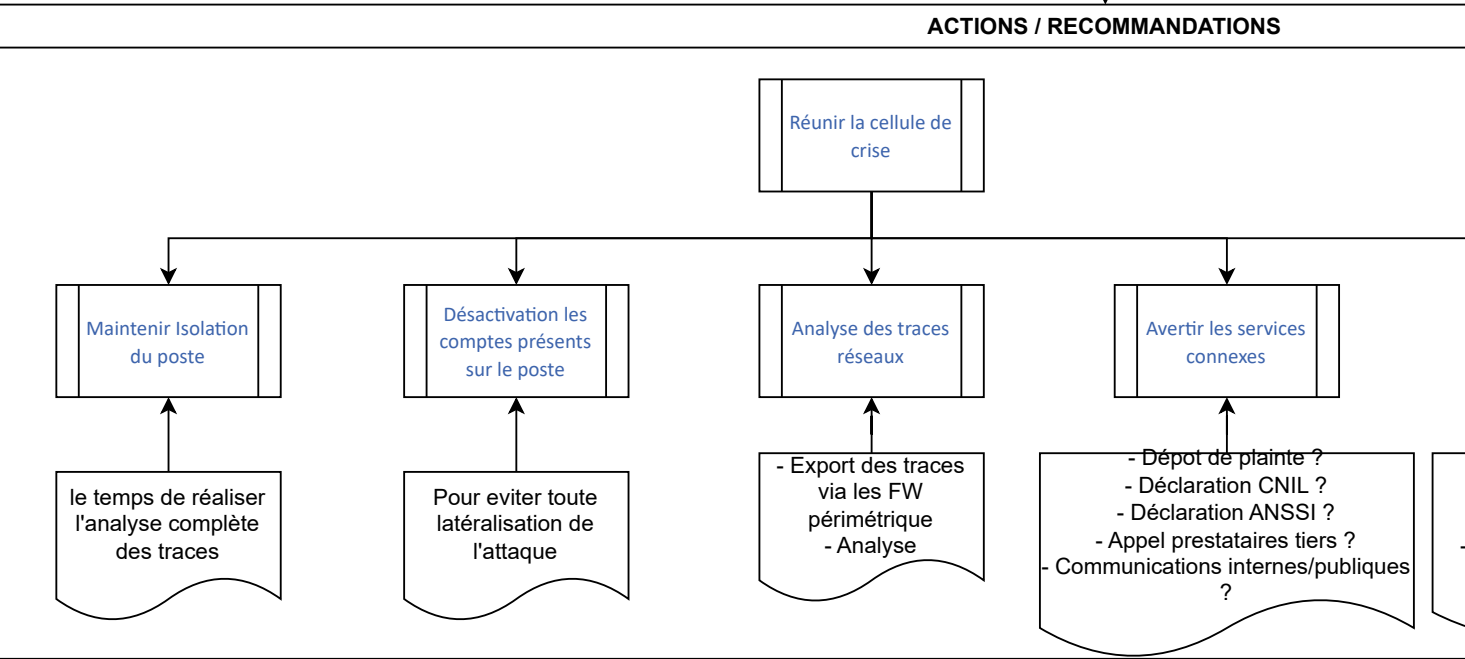 ACTIONS / RECOMMANDATIONS
Réunir la cellule de
crise
Maintenir Isolation
du poste
Désactivation les
comptes présents
sur le poste
Analyse des traces
réseaux
Avertir les services
connexes
le temps de réaliser
l'analyse complète
des traces
Pour eviter toute
latéralisation de
l'attaque
- Export des traces
via les FW
périmétrique
- Analyse
- Dépot de plainte ?
- Déclaration CNIL ?
- Déclaration ANSSI ?
- Appel prestataires tiers ?
- Communications internes/publiques
?
-